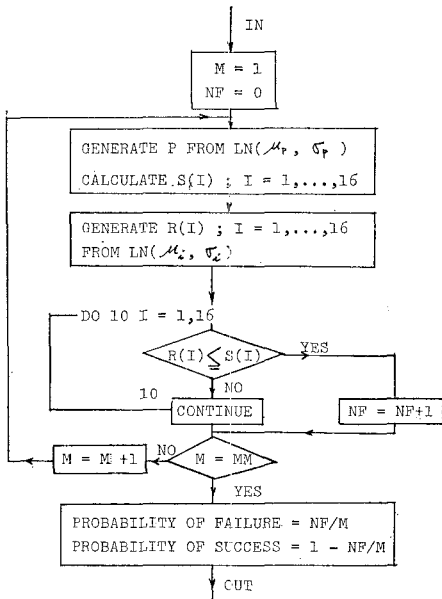 IN
M = 1
NF = 0
GENERATE P FROM LN(μP, σP)
CALCULATE S(I) ; I = 1,...,16
GENERATE R(I) ; I = 1,...,16
FROM LN(μi, σi)
DO 10 I = 1,16
R(I) ≤ S(I)
YES
NO
10
CONTINUE
NF = NF+1
M = M +1
NO
M = MM
YES
PROBABILITY OF FAILURE = NF/M
PROBABILITY OF SUCCESS = 1 - NF/M
OUT